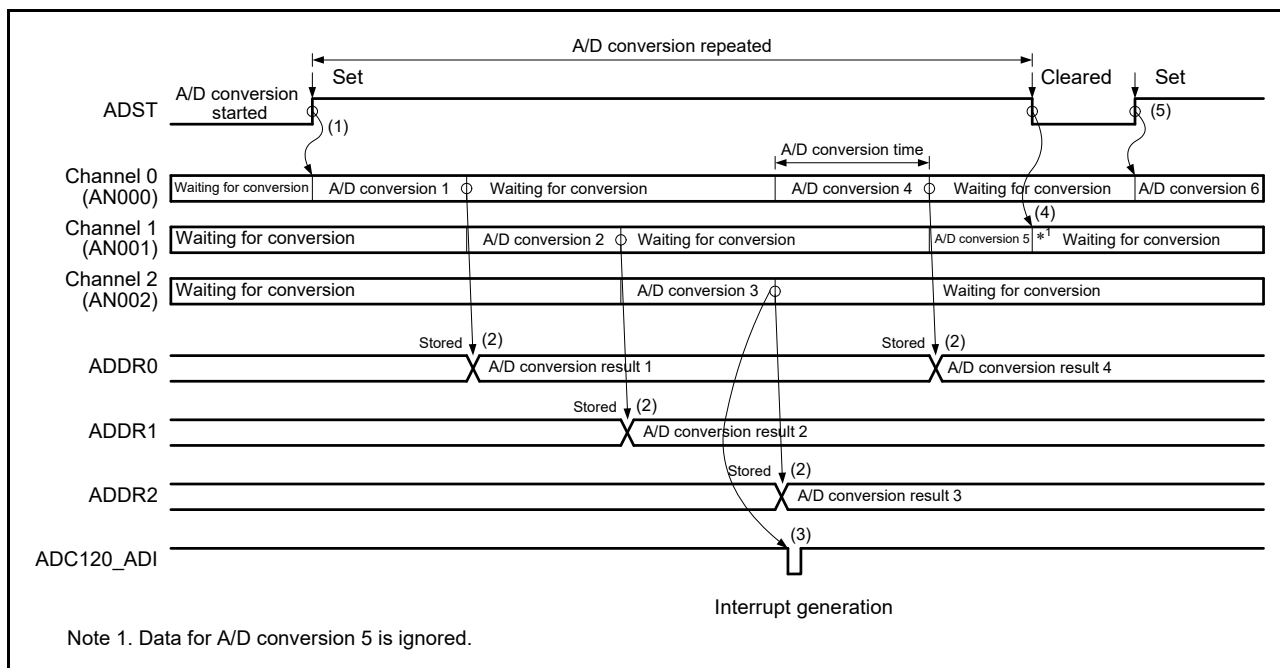 A/D conversion repeated
Set
Cleared
Set
A/D conversion
started
ADST
(1)
(5)
A/D conversion time
Channel 0
(AN000)
Waiting for conversion
A/D conversion 1
Waiting for conversion
A/D conversion 4
Waiting for conversion
A/D conversion 6
(4)
Channel 1
(AN001)
Waiting for conversion
A/D conversion 2
Waiting for conversion
A/D conversion 5
*1
Waiting for conversion
Channel 2
(AN002)
Waiting for conversion
A/D conversion 3
Waiting for conversion
Stored (2)
Stored (2)
ADDR0
A/D conversion result 1
A/D conversion result 4
Stored (2)
ADDR1
A/D conversion result 2
Stored (2)
ADDR2
A/D conversion result 3
(3)
ADC120_ADI
Interrupt generation
Note 1. Data for A/D conversion 5 is ignored.